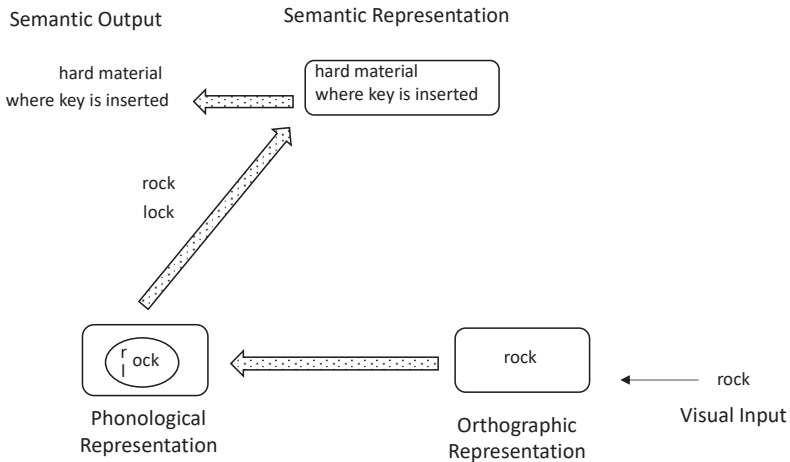 Semantic Output
Semantic Representation
hard material
where key is inserted
hard material
where key is inserted
rock
lock
r
l
ock
rock
rock
Phonological
Representation
Orthographic
Representation
Visual Input